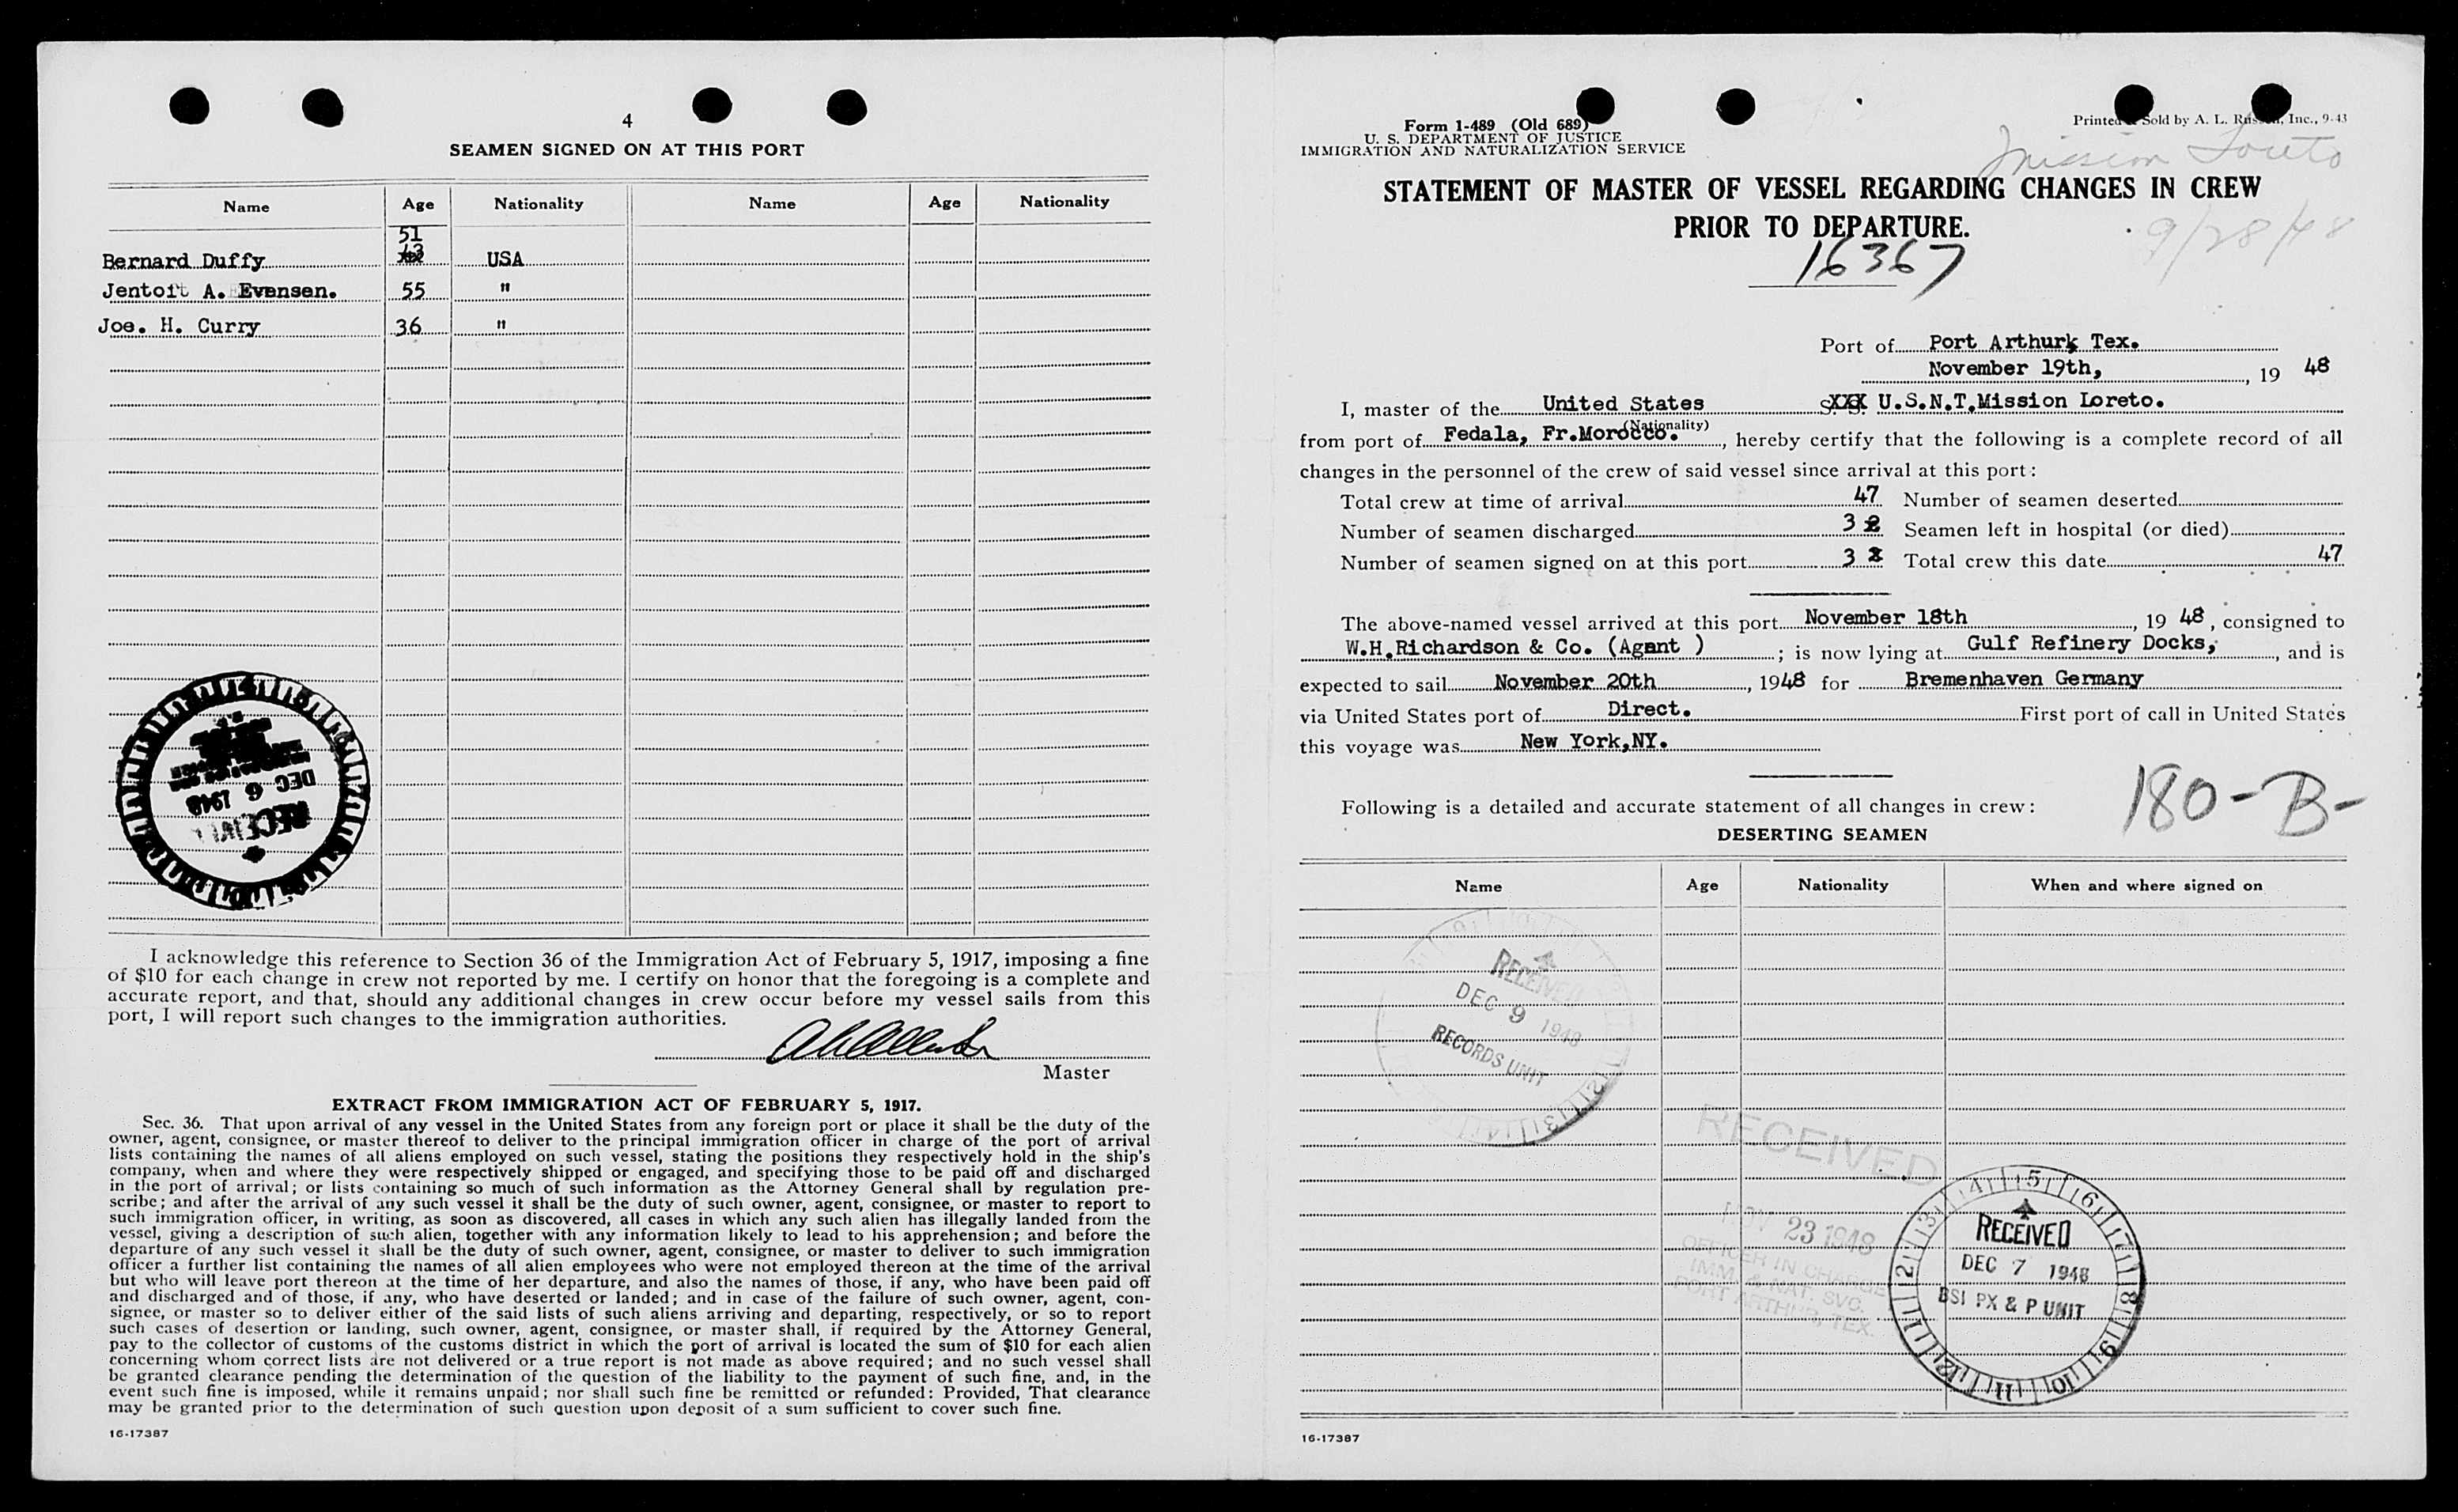 4
SEAMEN SIGNED ON AT THIS PORT
Name Age Nationality Name Age Nationality
51
Bernard Duffy USA
Jentoit A. Evensen. 55 "
Joe. H. Curry 36 "
DEC 6 1948
RECEIVED
I acknowledge this reference to Section 36 of the Immigration Act of February 5, 1917, imposing a fine
of $10 for each change in crew not reported by me. I certify on honor that the foregoing is a complete and
accurate report, and that, should any additional changes in crew occur before my vessel sails from this
port, I will report such changes to the immigration authorities.
Master
EXTRACT FROM IMMIGRATION ACT OF FEBRUARY 5, 1917.
Sec. 36. That upon arrival of any vessel in the United States from any foreign port or place it shall be the duty of the
owner, agent, consignee, or master thereof to deliver to the principal immigration officer in charge of the port of arrival
lists containing the names of all aliens employed on such vessel, stating the positions they respectively hold in the ship's
company, when and where they were respectively shipped or engaged, and specifying those to be paid off and discharged
in the port of arrival; or lists containing so much of such information as the Attorney General shall by regulation pre-
scribe; and after the arrival of any such vessel it shall be the duty of such owner, agent, consignee, or master to report to
such immigration officer, in writing, as soon as discovered, all cases in which any such alien has illegally landed from the
vessel, giving a description of such alien, together with any information likely to lead to his apprehension; and before the
departure of any such vessel it shall be the duty of such owner, agent, consignee, or master to deliver to such immigration
officer a further list containing the names of all alien employees who were not employed thereon at the time of the arrival
but who will leave port thereon at the time of her departure, and also the names of those, if any, who have been paid off
and discharged and of those, if any, who have deserted or landed; and in case of the failure of such owner, agent, con-
signee, or master so to deliver either of the said lists of such aliens arriving and departing, respectively, or so to report
such cases of desertion or landing, such owner, agent, consignee, or master shall, if required by the Attorney General,
pay to the collector of customs of the customs district in which the port of arrival is located the sum of $10 for each alien
concerning whom correct lists are not delivered or a true report is not made as above required; and no such vessel shall
be granted clearance pending the determination of the question of the liability to the payment of such fine, and, in the
event such fine is imposed, while it remains unpaid; nor shall such fine be remitted or refunded: Provided, That clearance
may be granted prior to the determination of such question upon deposit of a sum sufficient to cover such fine.
16-17387
Form 1-489 (Old 689)
U. S. DEPARTMENT OF JUSTICE
IMMIGRATION AND NATURALIZATION SERVICE
Printed & Sold by A. L. Russell, Inc., 9-43
Mission Loreto
STATEMENT OF MASTER OF VESSEL REGARDING CHANGES IN CREW
PRIOR TO DEPARTURE.
9/28/48
16367
Port of Port Arthur, Tex.
November 19th, , 19 48
I, master of the United States S.XXX U.S.N.T.Mission Loreto.
(Nationality)
from port of Fedala, Fr.Morocco. , hereby certify that the following is a complete record of all
changes in the personnel of the crew of said vessel since arrival at this port:
Total crew at time of arrival 47 Number of seamen deserted
Number of seamen discharged 3 Seamen left in hospital (or died)
Number of seamen signed on at this port 3 Total crew this date 47
The above-named vessel arrived at this port November 18th , 19 48, consigned to
W.H.Richardson & Co. (Agent ) ; is now lying at Gulf Refinery Docks, , and is
expected to sail November 20th , 1948 for Bremenhaven Germany
via United States port of Direct. First port of call in United States
this voyage was New York,NY.
180-B-
Following is a detailed and accurate statement of all changes in crew:
DESERTING SEAMEN
Name Age Nationality When and where signed on
RECEIVED
DEC 9 1948
RECORDS UNIT
RECEIVED
NOV 23 1948
OFFICER IN CHARGE
IMM. & NAT. SVC.
PORT ARTHUR, TEX.
RECEIVED
DEC 7 1948
BSI PX & P UNIT
16-17387